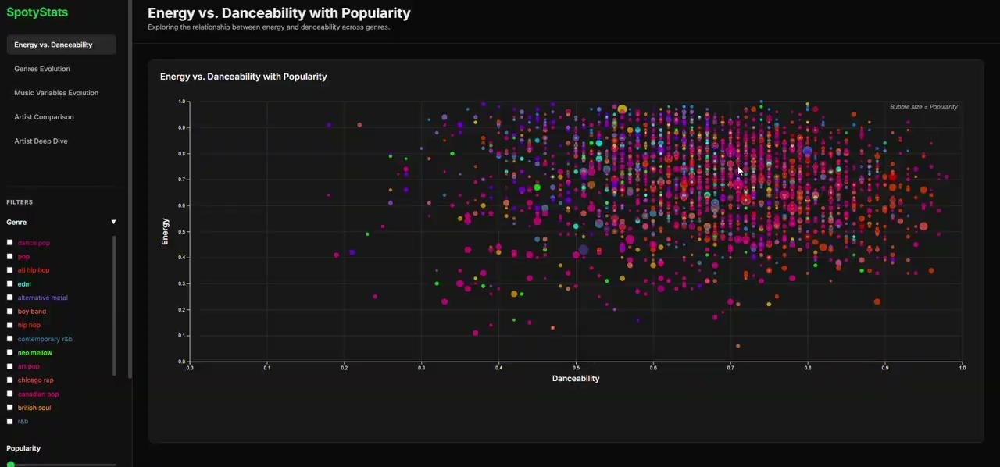 SpotyStats
Energy vs. Danceability
Genres Evolution
Music Variables Evolution
Artist Comparison
Artist Deep Dive
FILTERS
Genre ▼
dance pop
pop
atl hip hop
edm
alternative metal
boy band
hip hop
contemporary r&b
neo mellow
art pop
chicago rap
canadian pop
british soul
r&b
Popularity
Energy vs. Danceability with Popularity
Exploring the relationship between energy and danceability across genres.
Energy vs. Danceability with Popularity
Bubble size = Popularity
Energy
1.0
0.9
0.8
0.7
0.6
0.5
0.4
0.3
0.2
0.1
0.0
0.0 0.1 0.2 0.3 0.4 0.5 0.6 0.7 0.8 0.9 1.0
Danceability